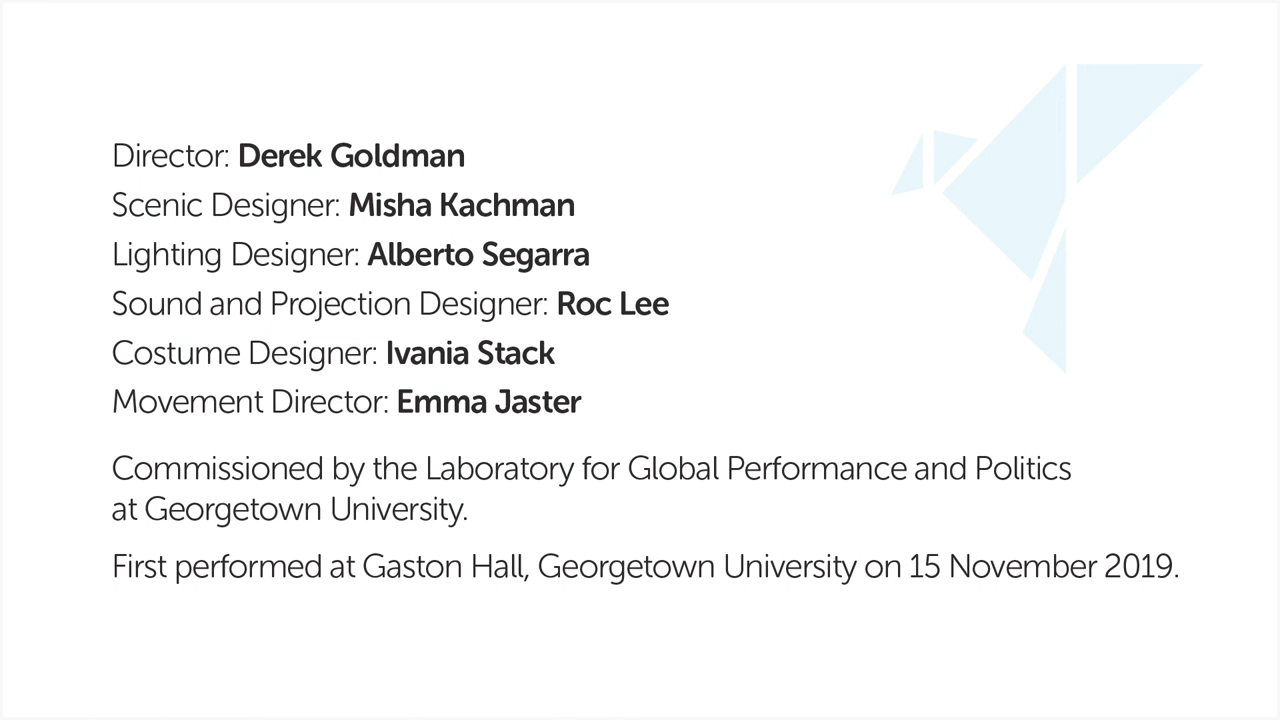 Director: Derek Goldman
Scenic Designer: Misha Kachman
Lighting Designer: Alberto Segarra
Sound and Projection Designer: Roc Lee
Costume Designer: Ivania Stack
Movement Director: Emma Jaster
Commissioned by the Laboratory for Global Performance and Politics
at Georgetown University.
First performed at Gaston Hall, Georgetown University on 15 November 2019.